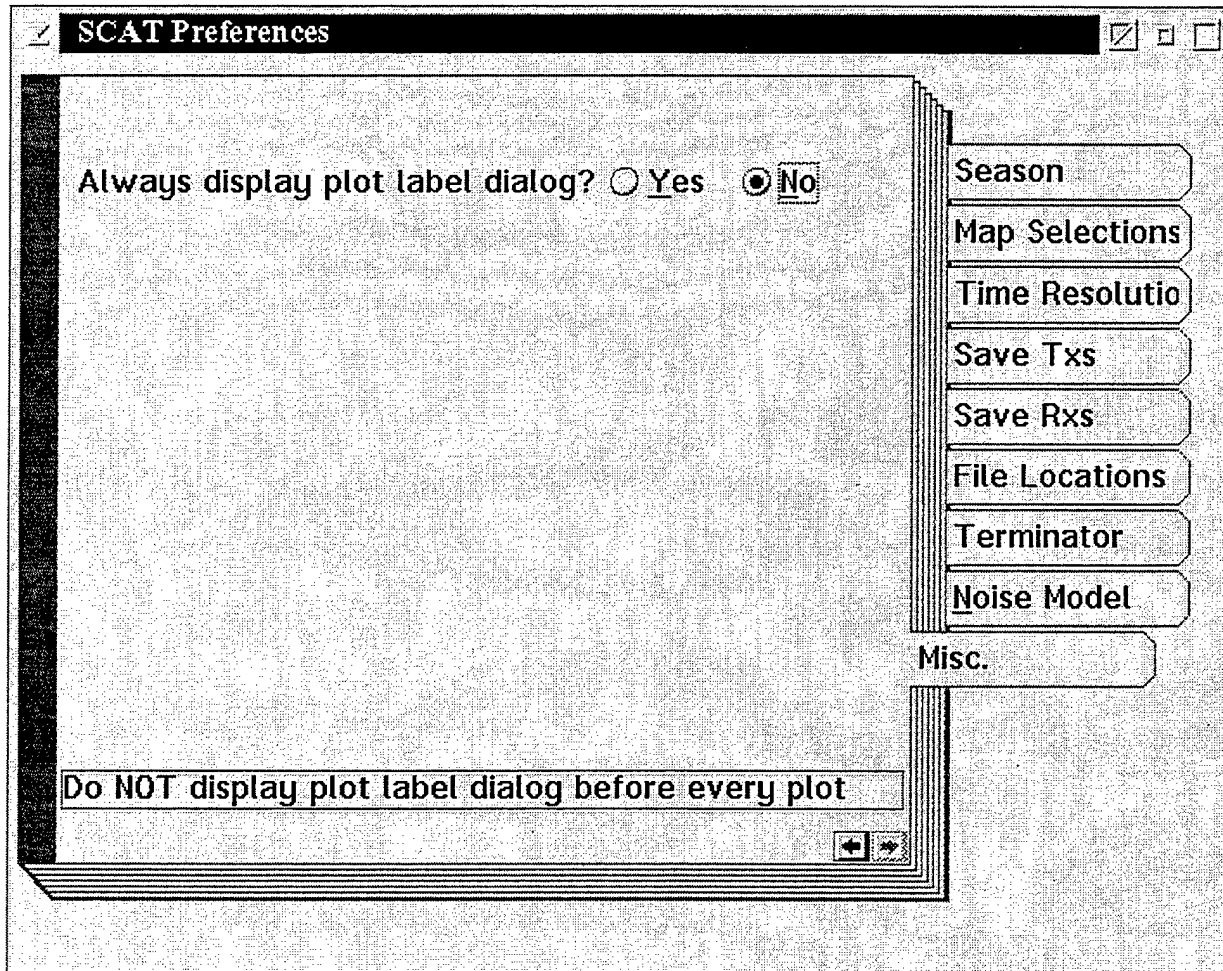 SCAT Preferences
Always display plot label dialog? Yes No
Season
Map Selections
Time Resolutio
Save Txs
Save Rxs
File Locations
Terminator
Noise Model
Misc.
Do NOT display plot label dialog before every plot